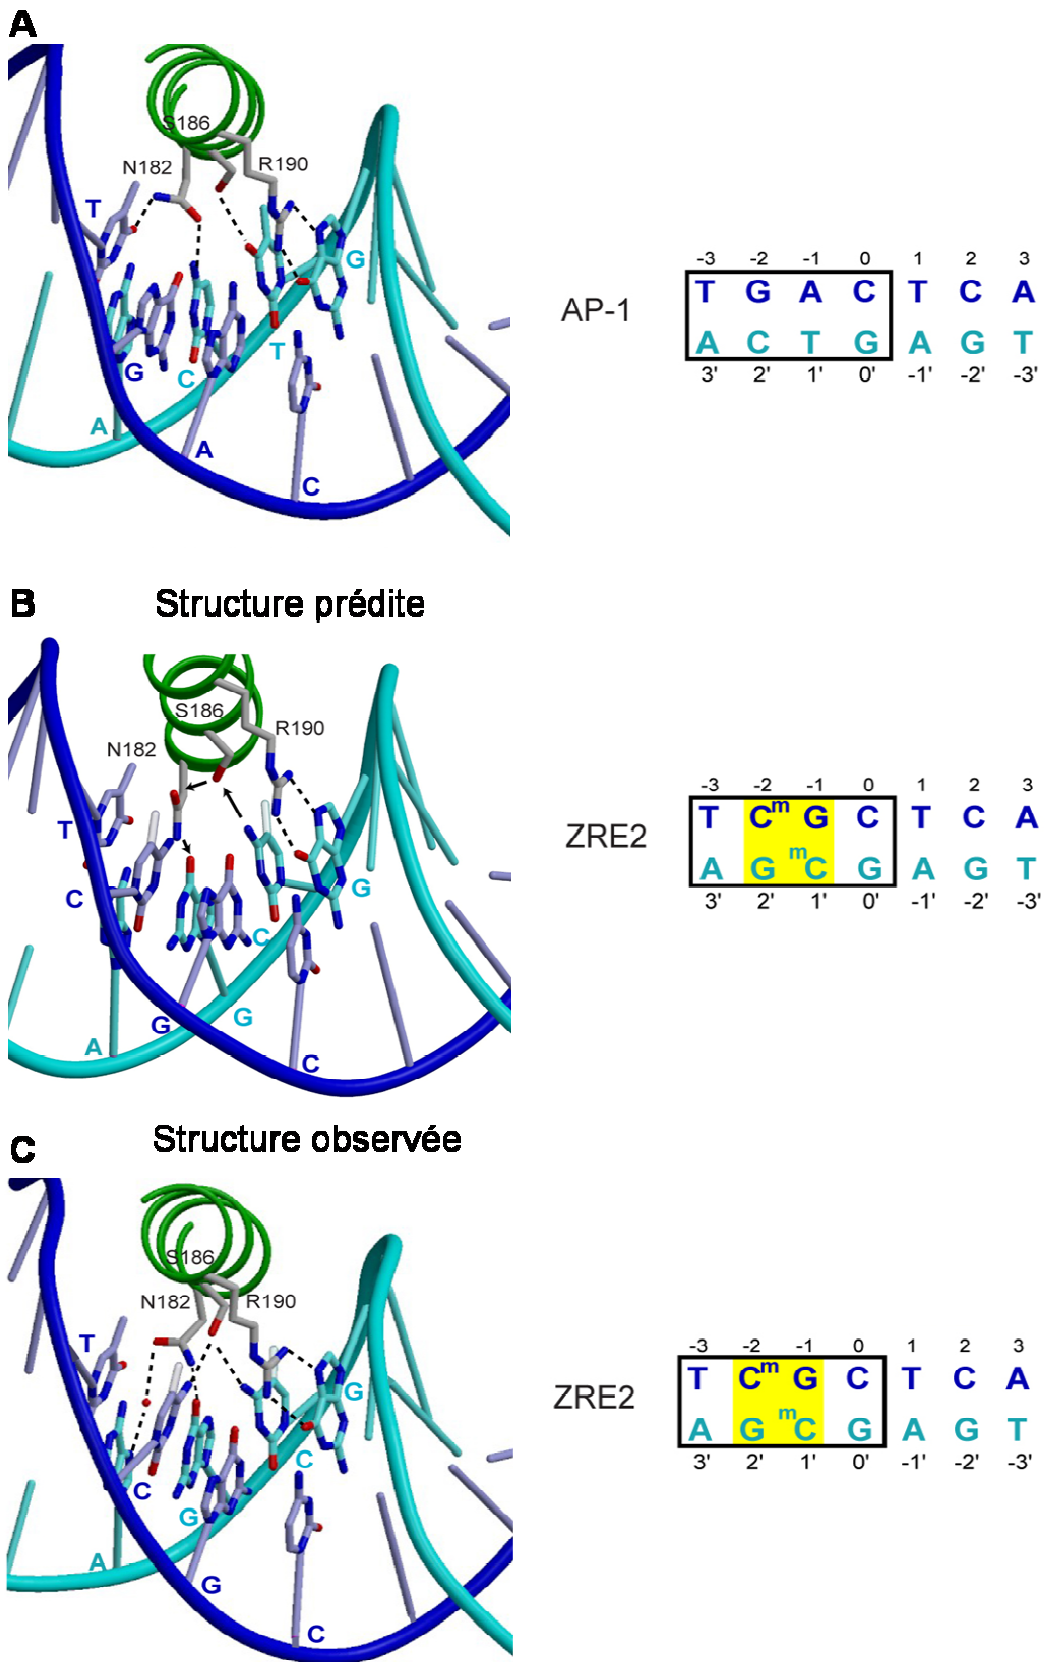 A
S186
N182
R190
T
G
T
G
C
A
A
C
AP-1
-3 -2 -1 0 1 2 3
T G A C T C A
A C T G A G T
3' 2' 1' 0' -1' -2' -3'
B Structure prédite
S186
R190
N182
T
G
C
C
G
G
A
C
ZRE2
-3 -2 -1 0 1 2 3
T Cm G C T C A
A G mC G A G T
3' 2' 1' 0' -1' -2' -3'
C Structure observée
S186
N182 R190
T
G
C
C
G
A
G
C
ZRE2
-3 -2 -1 0 1 2 3
T Cm G C T C A
A G mC G A G T
3' 2' 1' 0' -1' -2' -3'